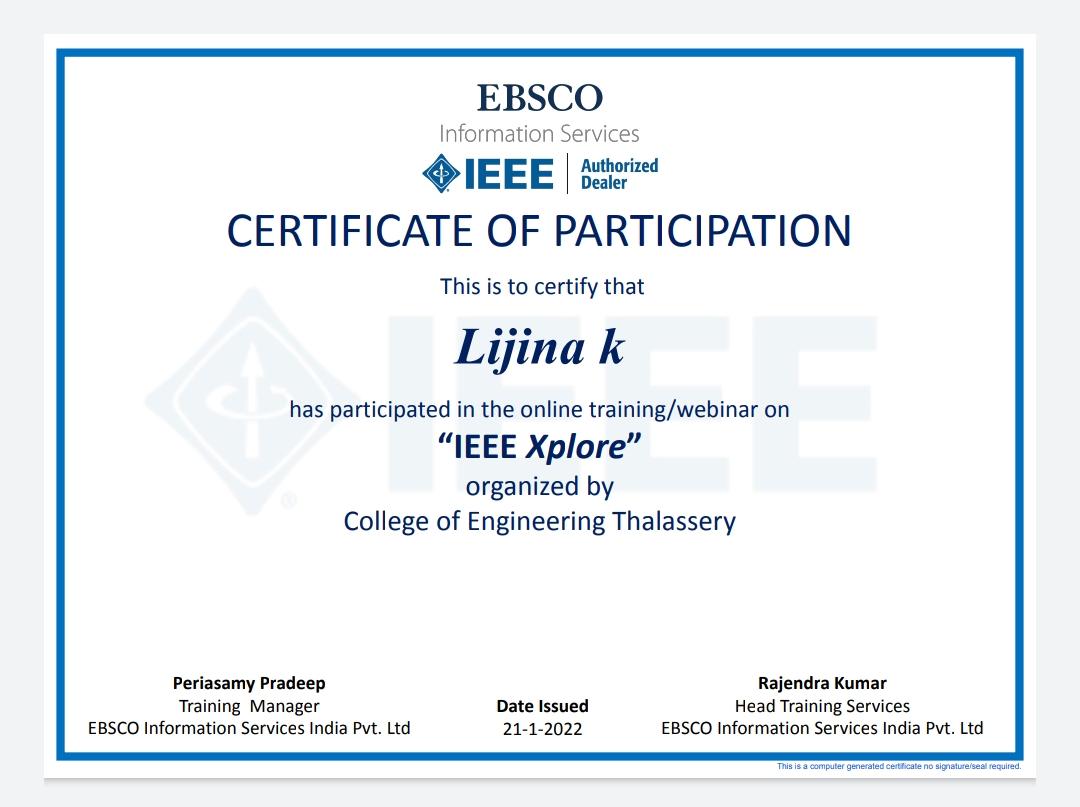 EBSCO
Information Services
IEEE Authorized
Dealer
CERTIFICATE OF PARTICIPATION
This is to certify that
Lijina k
has participated in the online training/webinar on
“IEEE Xplore”
organized by
College of Engineering Thalassery
IEEE
Periasamy Pradeep
Training Manager
EBSCO Information Services India Pvt. Ltd
Date Issued
21-1-2022
Rajendra Kumar
Head Training Services
EBSCO Information Services India Pvt. Ltd
This is a computer generated certificate no signature/seal required.